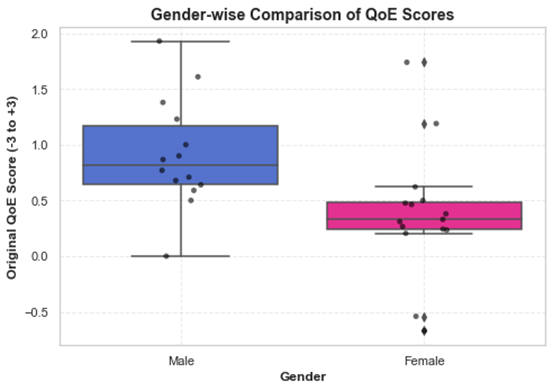 Gender-wise Comparison of QoE Scores
Original QoE Score (-3 to +3)
2.0
1.5
1.0
0.5
0.0
−0.5
Male
Female
Gender